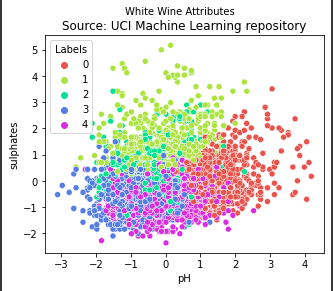 White Wine Attributes
Source: UCI Machine Learning repository
Labels
0
1
2
3
4
5
4
3
2
1
0
−1
−2
sulphates
−3 −2 −1 0 1 2 3 4
pH